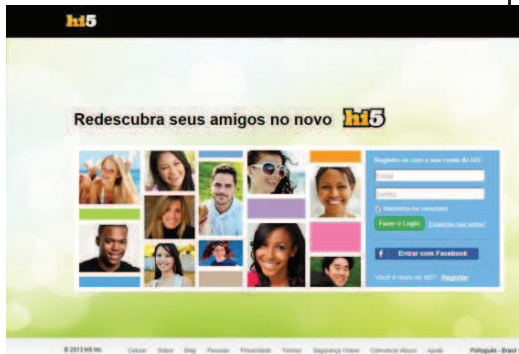 hi5
Redescubra seus amigos no novo hi5
Registre-se com o sua conta do hi5:
Email
Senha
Mantenha-me conectado
Fazer o Login Esqueceu sua senha?
f Entrar com Facebook
Você é novo no hi5? Registrar
© 2013 hi5 Inc. Celular Sobre Blog Pessoas Privacidade Termos Segurança Online Comunicar Abuso Ajuda Português - Brasil